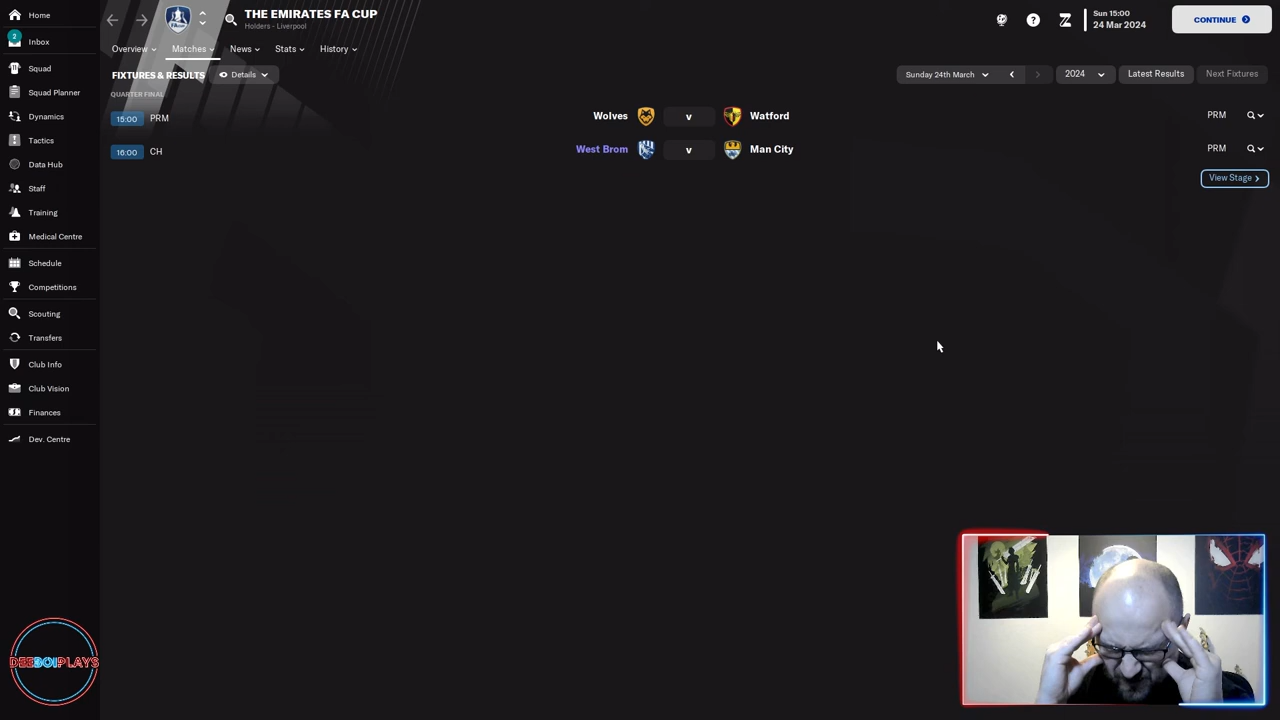 Home
2
Inbox
Squad
Squad Planner
Dynamics
Tactics
Data Hub
Staff
Training
Medical Centre
Schedule
Competitions
Scouting
Transfers
Club Info
Club Vision
Finances
Dev. Centre
DEEBOIPLAYS
THE EMIRATES FA CUP
Holders - Liverpool
Sun 15:00
24 Mar 2024
CONTINUE
Overview Matches News Stats History
FIXTURES & RESULTS Details Sunday 24th March 2024 Latest Results Next Fixtures
QUARTER FINAL
15:00 PRM Wolves v Watford PRM
16:00 CH West Brom v Man City PRM
View Stage